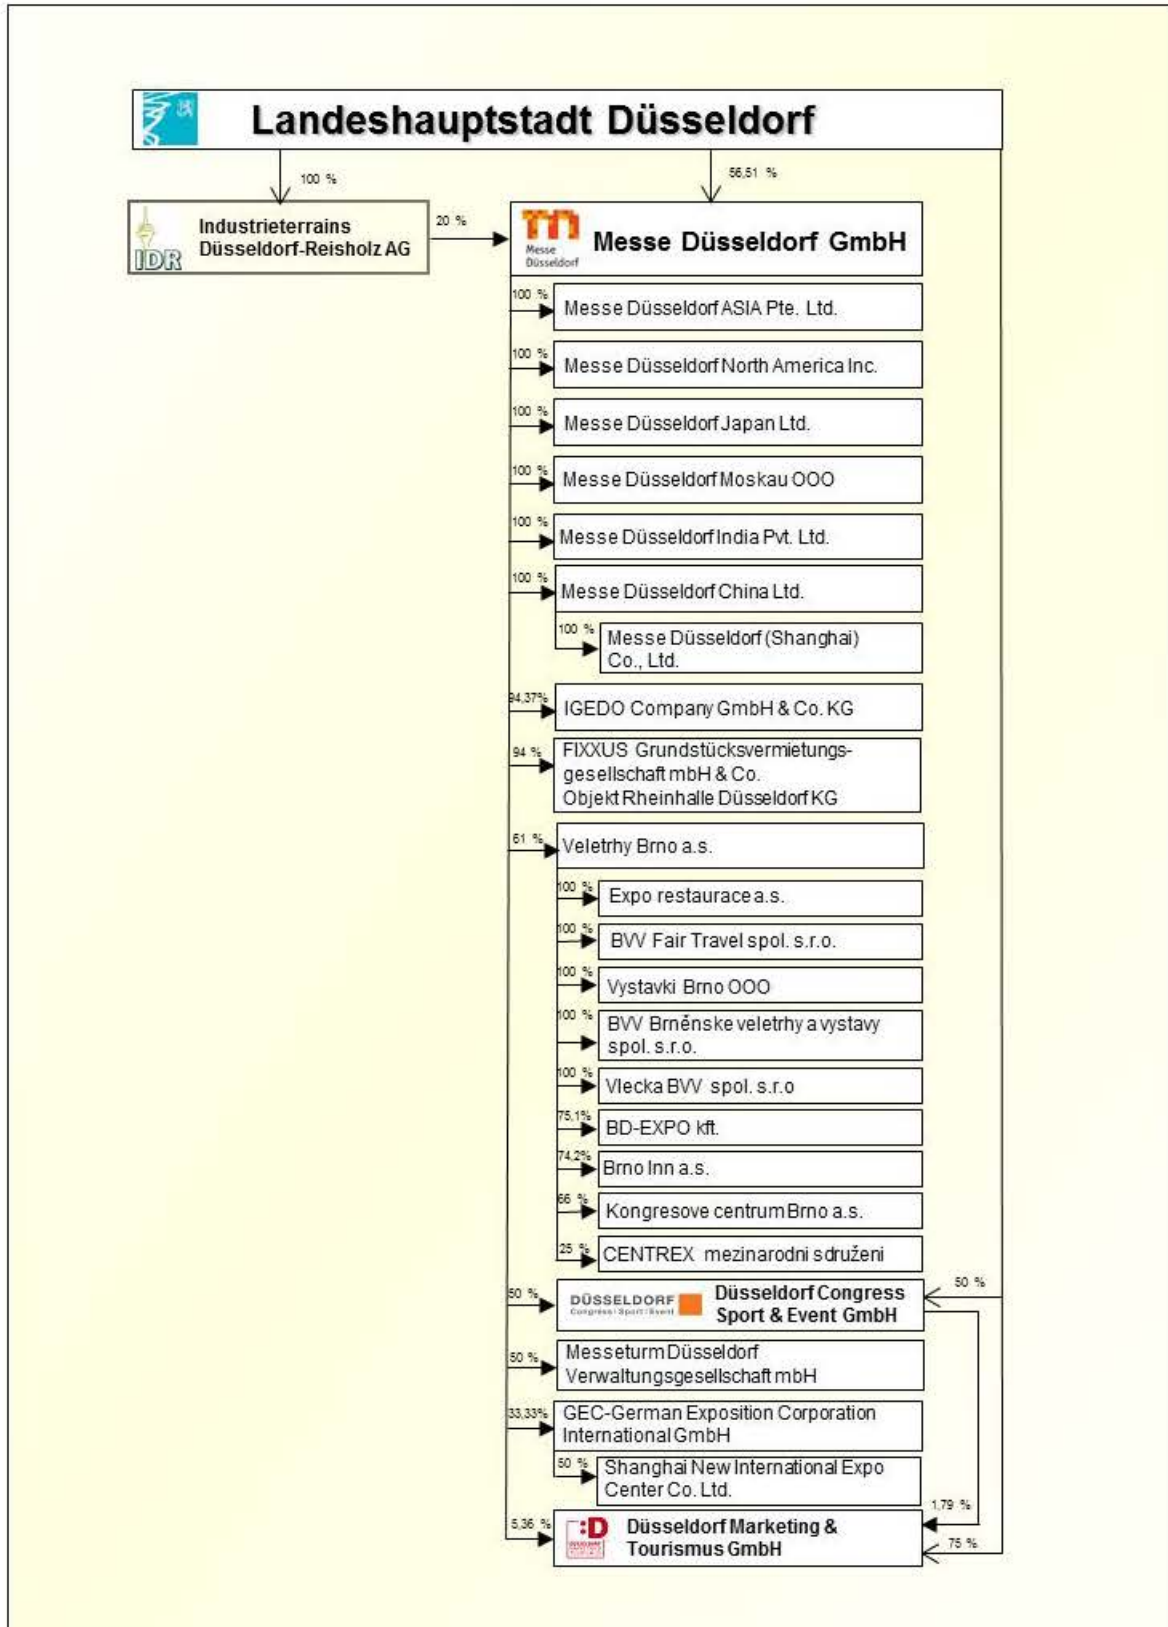 Landeshauptstadt Düsseldorf
100 %
56,51 %
IDR
Industrieterrains
Düsseldorf-Reisholz AG
20 %
Messe
Düsseldorf
Messe Düsseldorf GmbH
100 %
Messe Düsseldorf ASIA Pte. Ltd.
100 %
Messe Düsseldorf North America Inc.
100 %
Messe Düsseldorf Japan Ltd.
100 %
Messe Düsseldorf Moskau OOO
100 %
Messe Düsseldorf India Pvt. Ltd.
100 %
Messe Düsseldorf China Ltd.
100 %
Messe Düsseldorf (Shanghai)
Co., Ltd.
94,37%
IGEDO Company GmbH & Co. KG
94 %
FIXXUS Grundstücksvermietungs-
gesellschaft mbH & Co.
Objekt Rheinhalle Düsseldorf KG
61 %
Veletrhy Brno a.s.
100 %
Expo restaurace a.s.
100 %
BVV Fair Travel spol. s.r.o.
100 %
Vystavki Brno OOO
100 %
BVV Brněnske veletrhy a vystavy
spol. s.r.o.
100 %
Vlecka BVV spol. s.r.o
75,1%
BD-EXPO kft.
74,2%
Brno Inn a.s.
66 %
Kongresove centrum Brno a.s.
25 %
CENTREX mezinarodni sdruženi
50 %
DÜSSELDORF
Congress | Sport | Event
Düsseldorf Congress
Sport & Event GmbH
50 %
50 %
Messeturm Düsseldorf
Verwaltungsgesellschaft mbH
33,33%
GEC-German Exposition Corporation
International GmbH
50 %
Shanghai New International Expo
Center Co. Ltd.
1,79 %
5,36 %
:D
Düsseldorf Marketing &
Tourismus GmbH
75 %